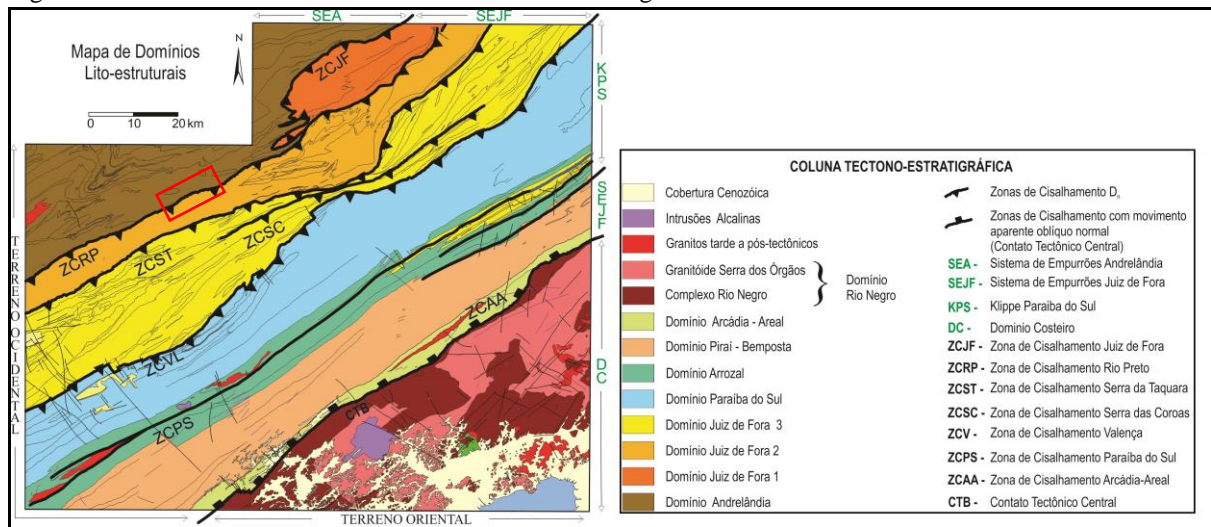 SEA
SEJF
Mapa de Domínios
Lito-estruturais
N
0 10 20 km
ZCJF
KPS
SEJF
DC
TERRENO OCIDENTAL
ZCRP
ZCST
ZCSC
ZCVL
ZCPS
ZCAA
CTB
TERRENO ORIENTAL
COLUNA TECTONO-ESTRATIGRÁFICA
Cobertura Cenozóica
Intrusões Alcalinas
Granitos tarde a pós-tectônicos
Granitóide Serra dos Órgãos
Complexo Rio Negro
Domínio
Rio Negro
Domínio Arcádia - Areal
Domínio Piraí - Bemposta
Domínio Arrozal
Domínio Paraíba do Sul
Domínio Juiz de Fora 3
Domínio Juiz de Fora 2
Domínio Juiz de Fora 1
Domínio Andrelândia
Zonas de Cisalhamento D
Zonas de Cisalhamento com movimento
aparente oblíquo normal
(Contato Tectônico Central)
SEA - Sistema de Empurrões Andrelândia
SEJF - Sistema de Empurrões Juiz de Fora
KPS - Klippe Paraíba do Sul
DC - Dominio Costeiro
ZCJF - Zona de Cisalhamento Juiz de Fora
ZCRP - Zona de Cisalhamento Rio Preto
ZCST - Zona de Cisalhamento Serra da Taquara
ZCSC - Zona de Cisalhamento Serra das Coroas
ZCV - Zona de Cisalhamento Valença
ZCPS - Zona de Cisalhamento Paraíba do Sul
ZCAA - Zona de Cisalhamento Arcádia-Areal
CTB - Contato Tectônico Central